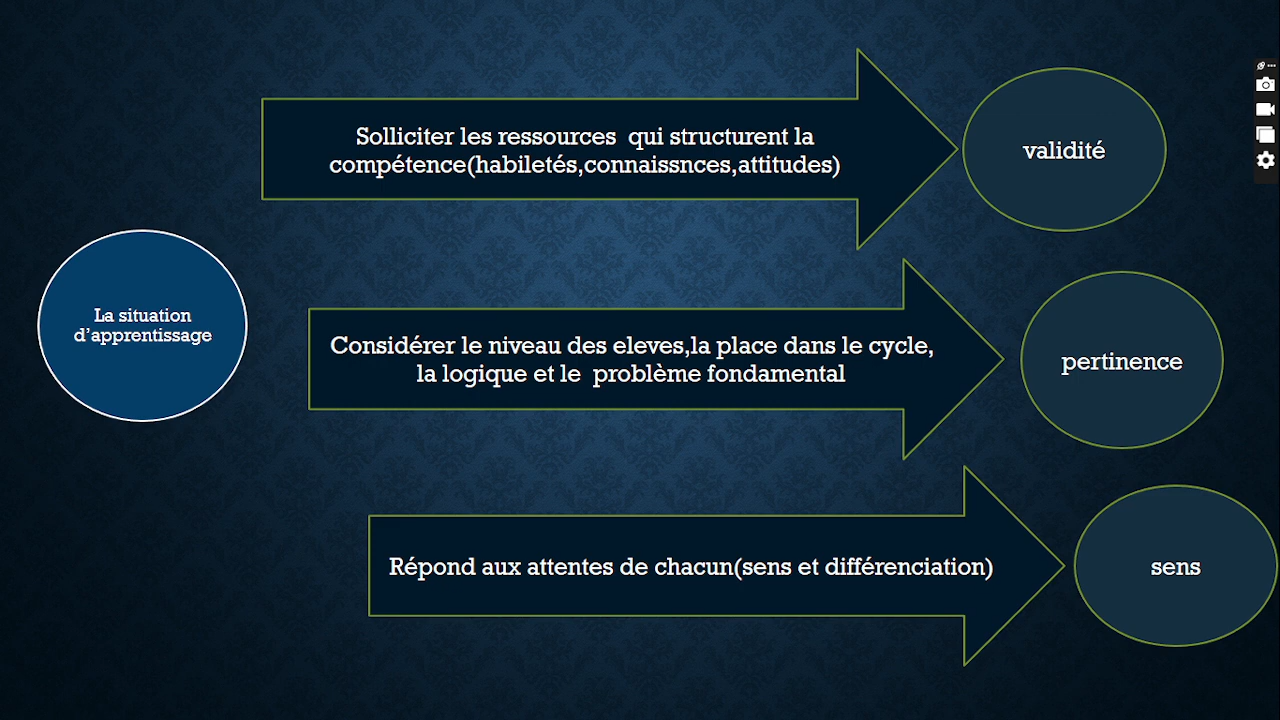 Solliciter les ressources  qui structurent la
compétence(habiletés,connaissnces,attitudes)
validité
La situation
d’apprentissage
Considérer le niveau des eleves,la place dans le cycle,
la logique et le  problème fondamental
pertinence
Répond aux attentes de chacun(sens et différenciation)
sens